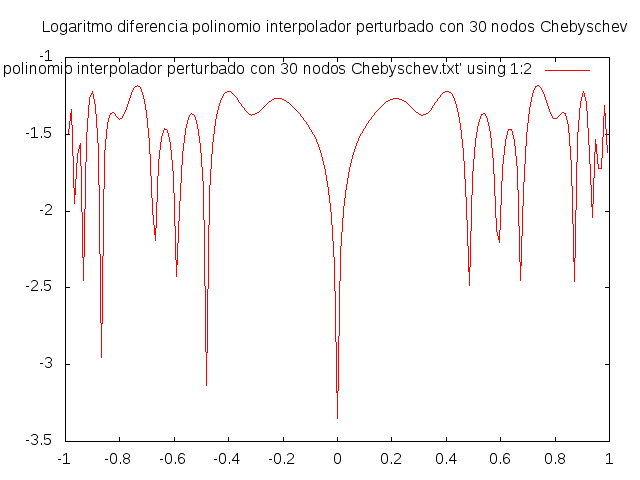 Logaritmo diferencia polinomio interpolador perturbado con 30 nodos Chebyschev
polinomio interpolador perturbado con 30 nodos Chebyschev.txt' using 1:2
-1
-1.5
-2
-2.5
-3
-3.5
-1 -0.8 -0.6 -0.4 -0.2 0 0.2 0.4 0.6 0.8 1